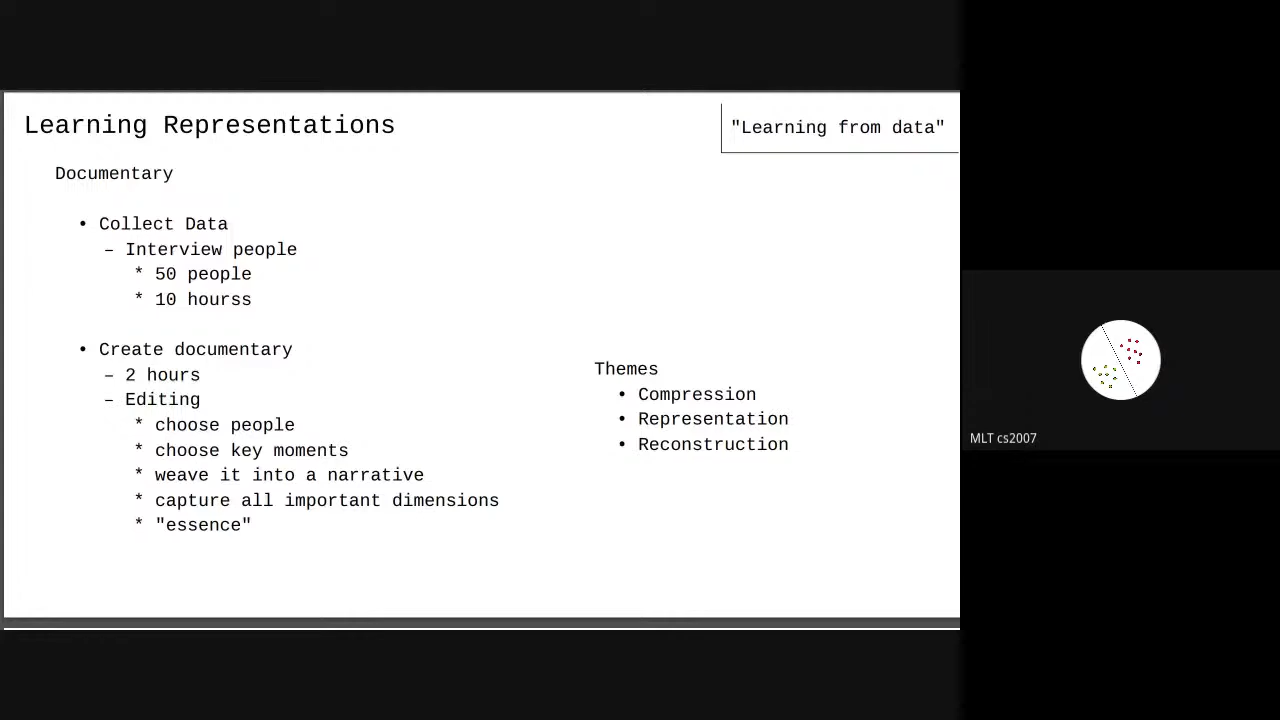 Learning Representations
"Learning from data"
Documentary
• Collect Data
– Interview people
* 50 people
* 10 hourss
• Create documentary
– 2 hours
– Editing
* choose people
* choose key moments
* weave it into a narrative
* capture all important dimensions
* "essence"
Themes
• Compression
• Representation
• Reconstruction
MLT cs2007